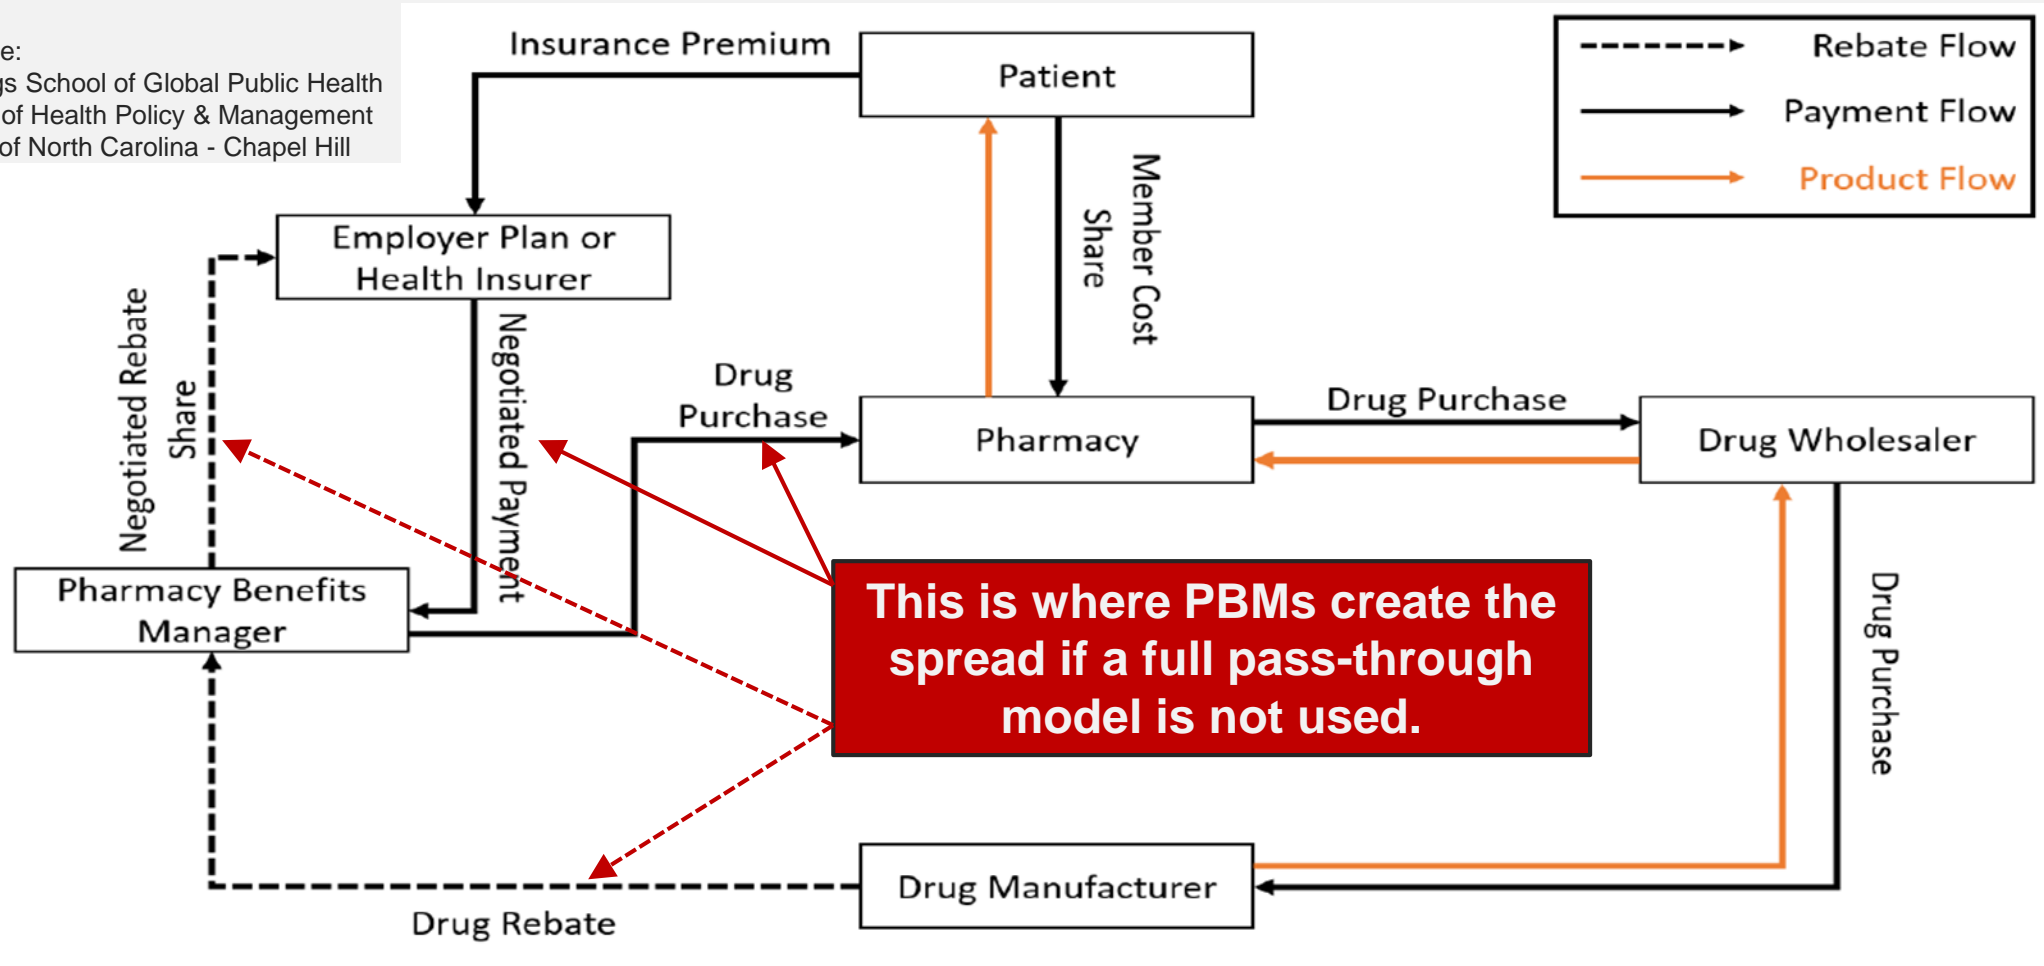 e:
gs School of Global Public Health
of Health Policy & Management
of North Carolina - Chapel Hill
Insurance Premium
Patient
Rebate Flow
Payment Flow
Product Flow
Employer Plan or
Health Insurer
Member Cost
Share
Negotiated Rebate
Share
Negotiated Payment
Drug
Purchase
Pharmacy
Drug Purchase
Drug Wholesaler
Pharmacy Benefits
Manager
This is where PBMs create the
spread if a full pass-through
model is not used.
Drug Purchase
Drug Manufacturer
Drug Rebate